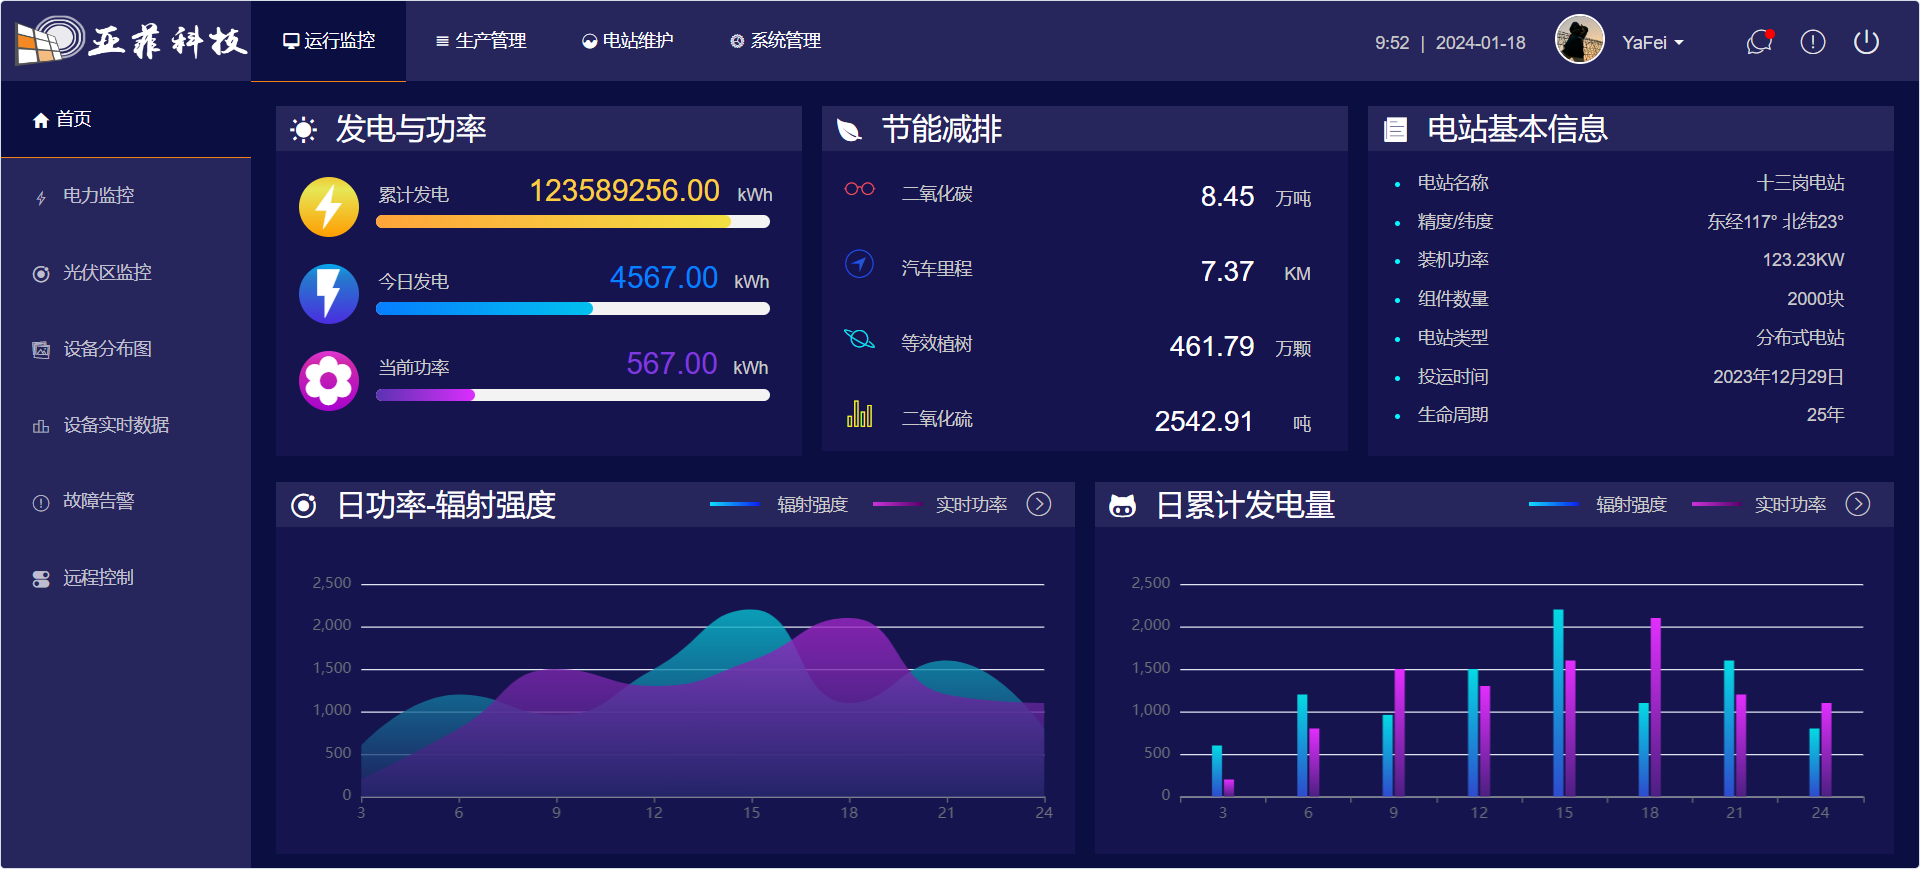 亚菲科技
运行监控
生产管理
电站维护
系统管理
9:52 | 2024-01-18
YaFei
首页
电力监控
光伏区监控
设备分布图
设备实时数据
故障告警
远程控制
发电与功率
累计发电 123589256.00 kWh
今日发电 4567.00 kWh
当前功率 567.00 kWh
节能减排
二氧化碳 8.45 万吨
汽车里程 7.37 KM
等效植树 461.79 万颗
二氧化硫 2542.91 吨
电站基本信息
电站名称 十三岗电站
精度/纬度 东经117° 北纬23°
装机功率 123.23KW
组件数量 2000块
电站类型 分布式电站
投运时间 2023年12月29日
生命周期 25年
日功率-辐射强度 辐射强度 实时功率
2,500
2,000
1,500
1,000
500
0
3 6 9 12 15 18 21 24
日累计发电量 辐射强度 实时功率
2,500
2,000
1,500
1,000
500
0
3 6 9 12 15 18 21 24